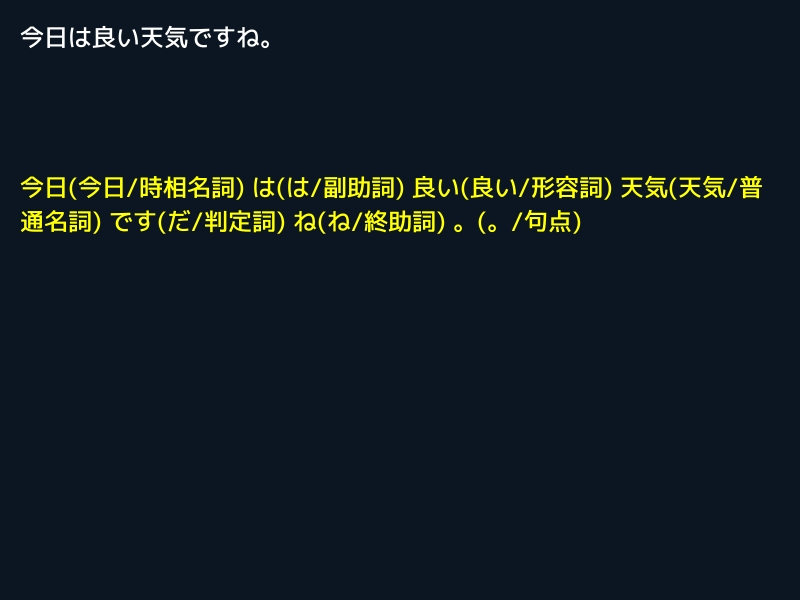 今日は良い天気ですね。
今日(今日/時相名詞) は(は/副助詞) 良い(良い/形容詞) 天気(天気/普
通名詞) です(だ/判定詞) ね(ね/終助詞) 。(。/句点)